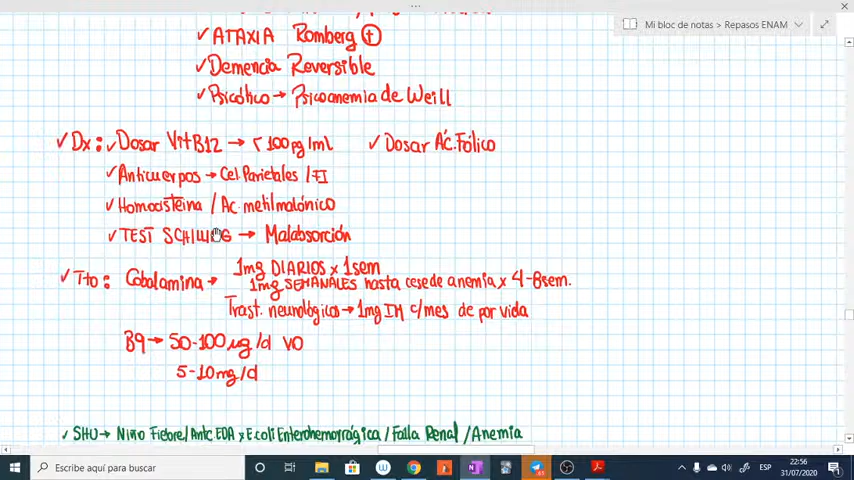 Mi bloc de notas > Repasos ENAM
✓ ATAXIA Romberg (+)
✓ Demencia Reversible
✓ Psicótico → Psicoanemia de Weill
✓ Dx: ✓ Dosar VitB12 → < 100 pg/ml ✓ Dosar Ác. Fólico
✓ Anticuerpos → Cel. Parietales / FI
✓ Homocisteina / Ac. metilmalónico
✓ TEST SCHILLING → Malabsorción
✓ Tto: Cobalamina → 1mg DIARIOS x 1sem
1mg SEMANALES hasta cese de anemia x 4-8sem.
Trast. neurológicos → 1mg IM c/mes de por vida
B9 → 50-100 ug/d VO
5-10mg/d
✓ SHU → Niño Fiebre/Antc EDA x E.coli Enterohemorrágica / Falla Renal / Anemia
Escribe aquí para buscar
ESP
22:56
31/07/2020